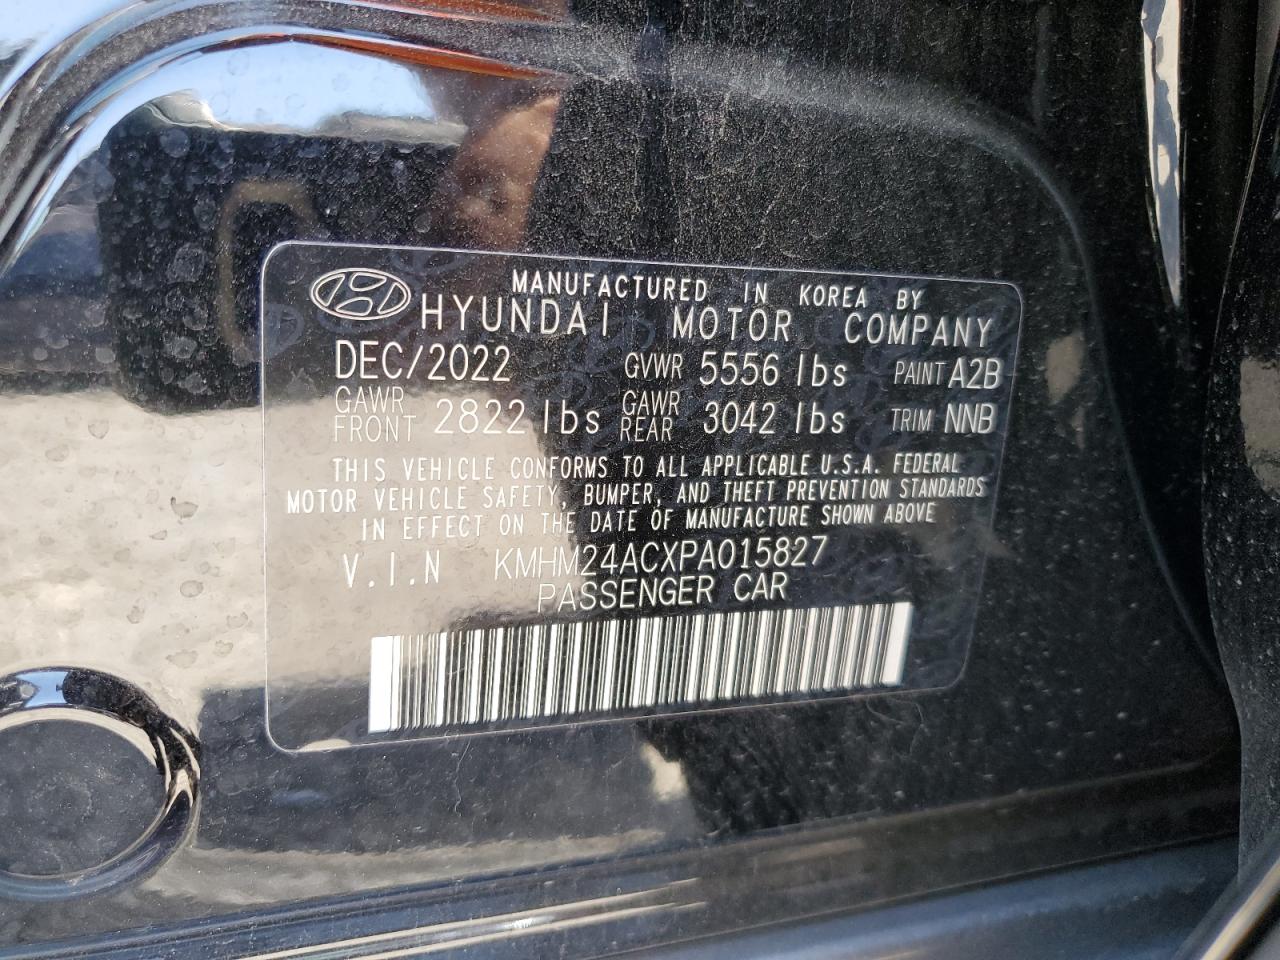 MANUFACTURED IN KOREA BY
HYUNDAI MOTOR COMPANY
DEC/2022 GVWR 5556 lbs PAINT A2B
GAWR FRONT 2822 lbs GAWR REAR 3042 lbs TRIM NNB
THIS VEHICLE CONFORMS TO ALL APPLICABLE U.S.A. FEDERAL
MOTOR VEHICLE SAFETY, BUMPER, AND THEFT PREVENTION STANDARDS
IN EFFECT ON THE DATE OF MANUFACTURE SHOWN ABOVE
V.I.N KMHM24ACXPA015827
PASSENGER CAR